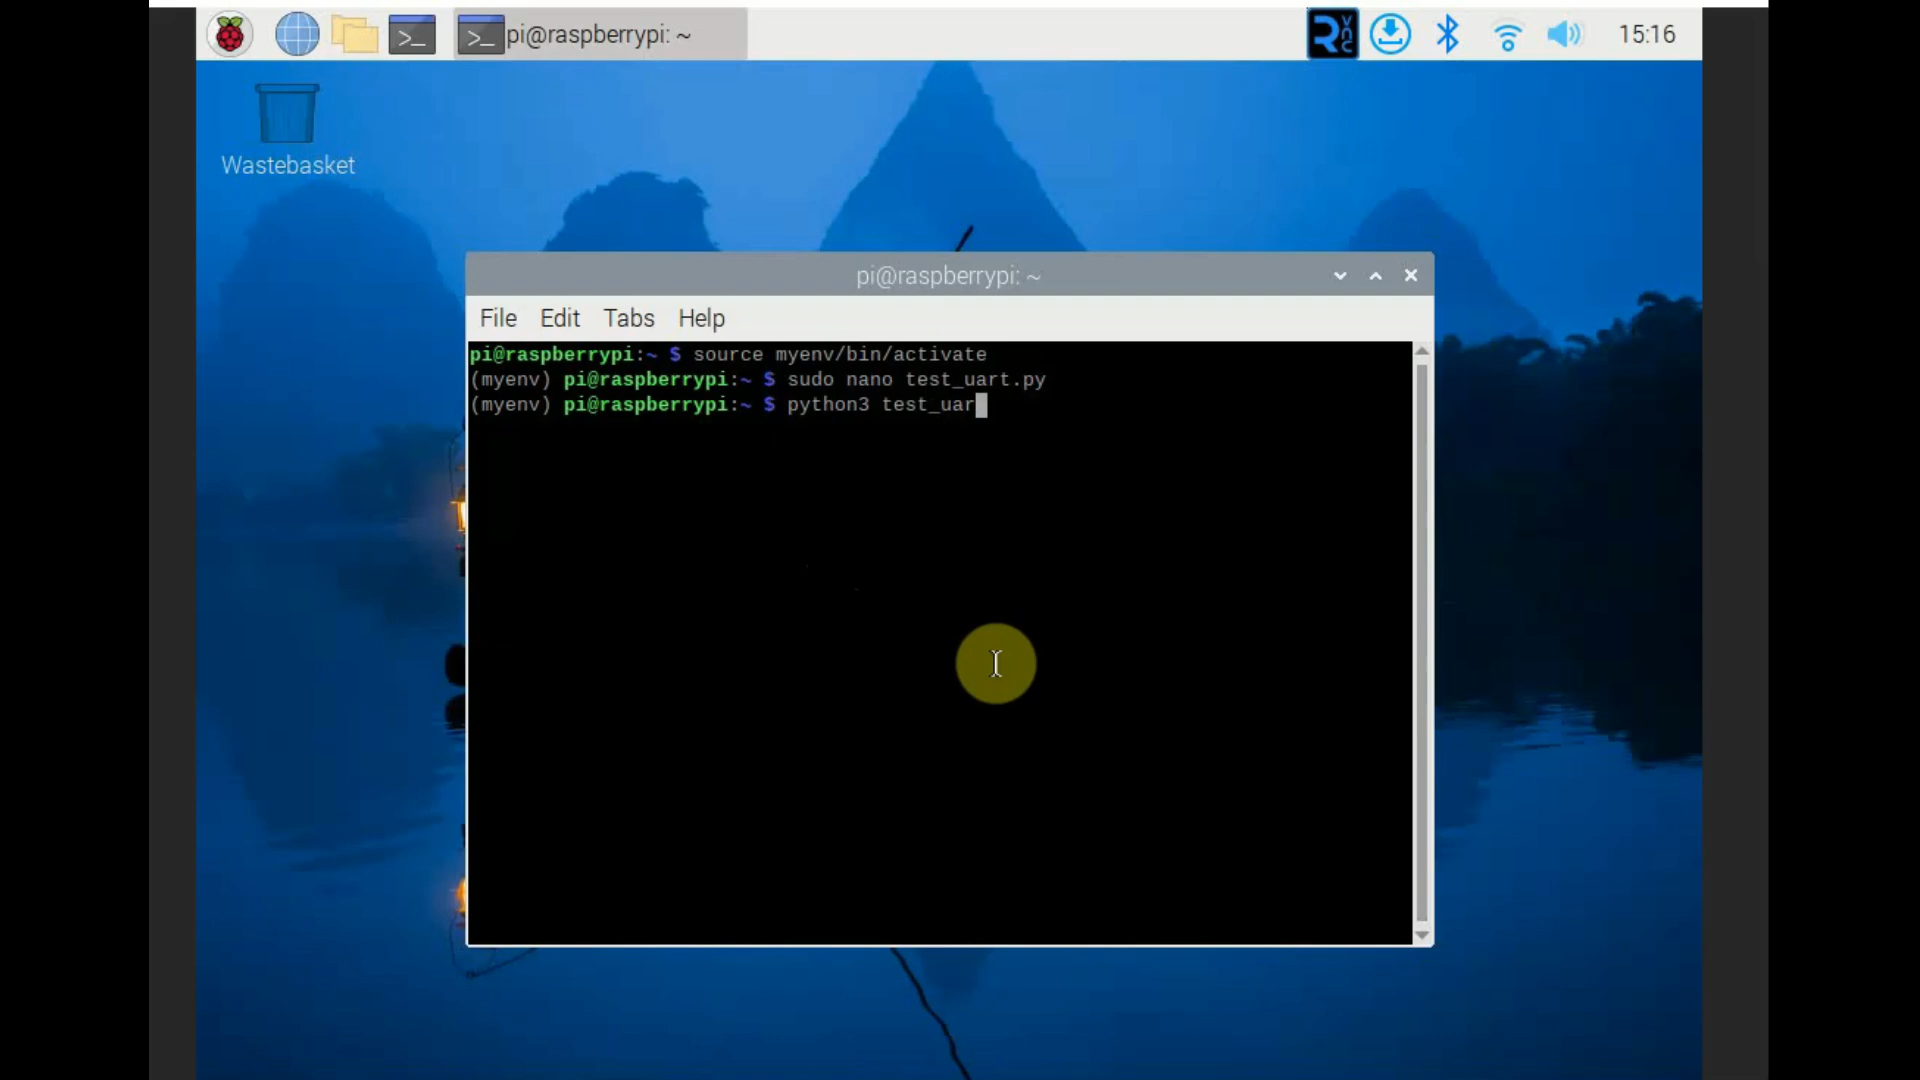 pi@raspberrypi: ~
15:16
Wastebasket
pi@raspberrypi: ~
File Edit Tabs Help
pi@raspberrypi:~ $ source myenv/bin/activate
(myenv) pi@raspberrypi:~ $ sudo nano test_uart.py
(myenv) pi@raspberrypi:~ $ python3 test_uar